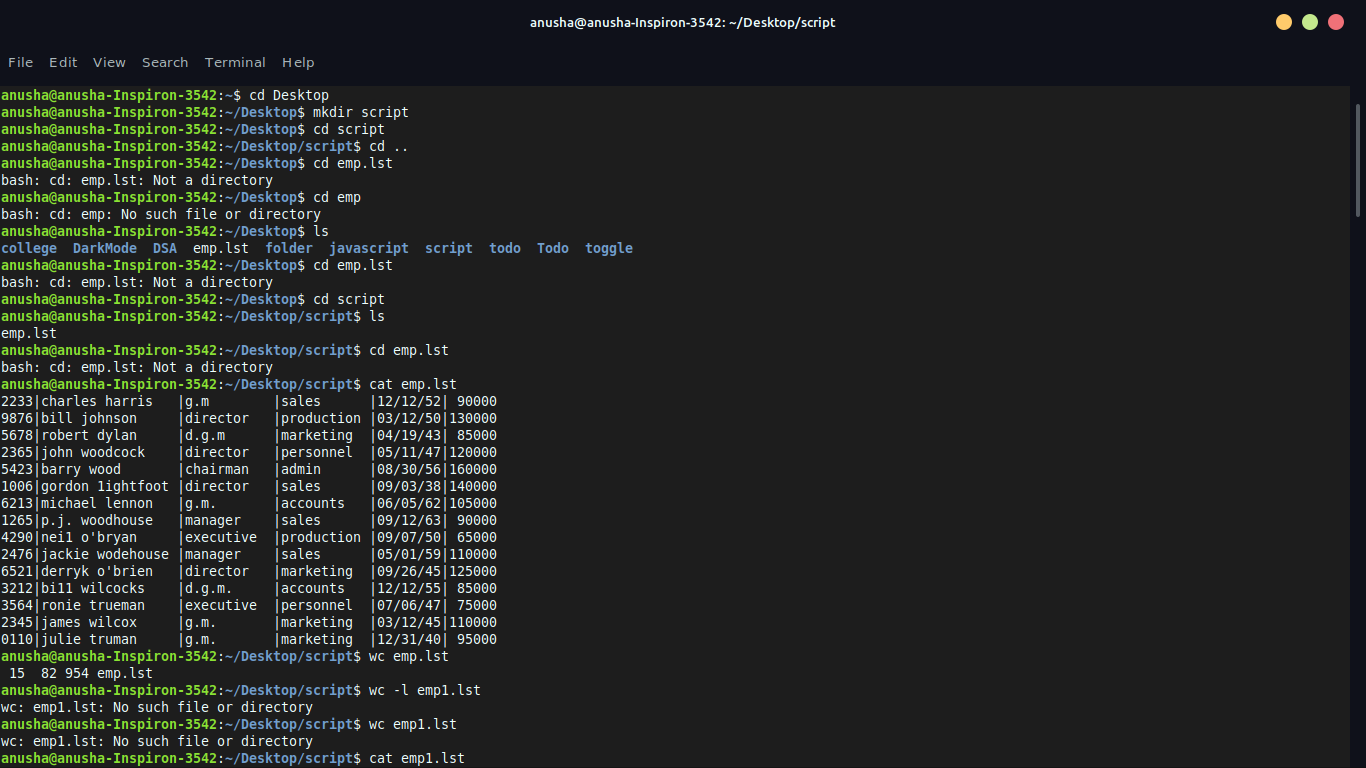 anusha@anusha-Inspiron-3542: ~/Desktop/script
File Edit View Search Terminal Help
anusha@anusha-Inspiron-3542:~$ cd Desktop
anusha@anusha-Inspiron-3542:~/Desktop$ mkdir script
anusha@anusha-Inspiron-3542:~/Desktop$ cd script
anusha@anusha-Inspiron-3542:~/Desktop/script$ cd ..
anusha@anusha-Inspiron-3542:~/Desktop$ cd emp.lst
bash: cd: emp.lst: Not a directory
anusha@anusha-Inspiron-3542:~/Desktop$ cd emp
bash: cd: emp: No such file or directory
anusha@anusha-Inspiron-3542:~/Desktop$ ls
college  DarkMode  DSA  emp.lst  folder  javascript  script  todo  Todo  toggle
anusha@anusha-Inspiron-3542:~/Desktop$ cd emp.lst
bash: cd: emp.lst: Not a directory
anusha@anusha-Inspiron-3542:~/Desktop$ cd script
anusha@anusha-Inspiron-3542:~/Desktop/script$ ls
emp.lst
anusha@anusha-Inspiron-3542:~/Desktop/script$ cd emp.lst
bash: cd: emp.lst: Not a directory
anusha@anusha-Inspiron-3542:~/Desktop/script$ cat emp.lst
2233|charles harris   |g.m        |sales      |12/12/52| 90000
9876|bill johnson     |director   |production |03/12/50|130000
5678|robert dylan     |d.g.m      |marketing  |04/19/43| 85000
2365|john woodcock    |director   |personnel  |05/11/47|120000
5423|barry wood       |chairman   |admin      |08/30/56|160000
1006|gordon 1ightfoot |director   |sales      |09/03/38|140000
6213|michael lennon   |g.m.       |accounts   |06/05/62|105000
1265|p.j. woodhouse   |manager    |sales      |09/12/63| 90000
4290|nei1 o'bryan     |executive  |production |09/07/50| 65000
2476|jackie wodehouse |manager    |sales      |05/01/59|110000
6521|derryk o'brien   |director   |marketing  |09/26/45|125000
3212|bi11 wilcocks    |d.g.m.     |accounts   |12/12/55| 85000
3564|ronie trueman    |executive  |personnel  |07/06/47| 75000
2345|james wilcox     |g.m.       |marketing  |03/12/45|110000
0110|julie truman     |g.m.       |marketing  |12/31/40| 95000
anusha@anusha-Inspiron-3542:~/Desktop/script$ wc emp.lst
 15  82 954 emp.lst
anusha@anusha-Inspiron-3542:~/Desktop/script$ wc -l emp1.lst
wc: emp1.lst: No such file or directory
anusha@anusha-Inspiron-3542:~/Desktop/script$ wc emp1.lst
wc: emp1.lst: No such file or directory
anusha@anusha-Inspiron-3542:~/Desktop/script$ cat emp1.lst